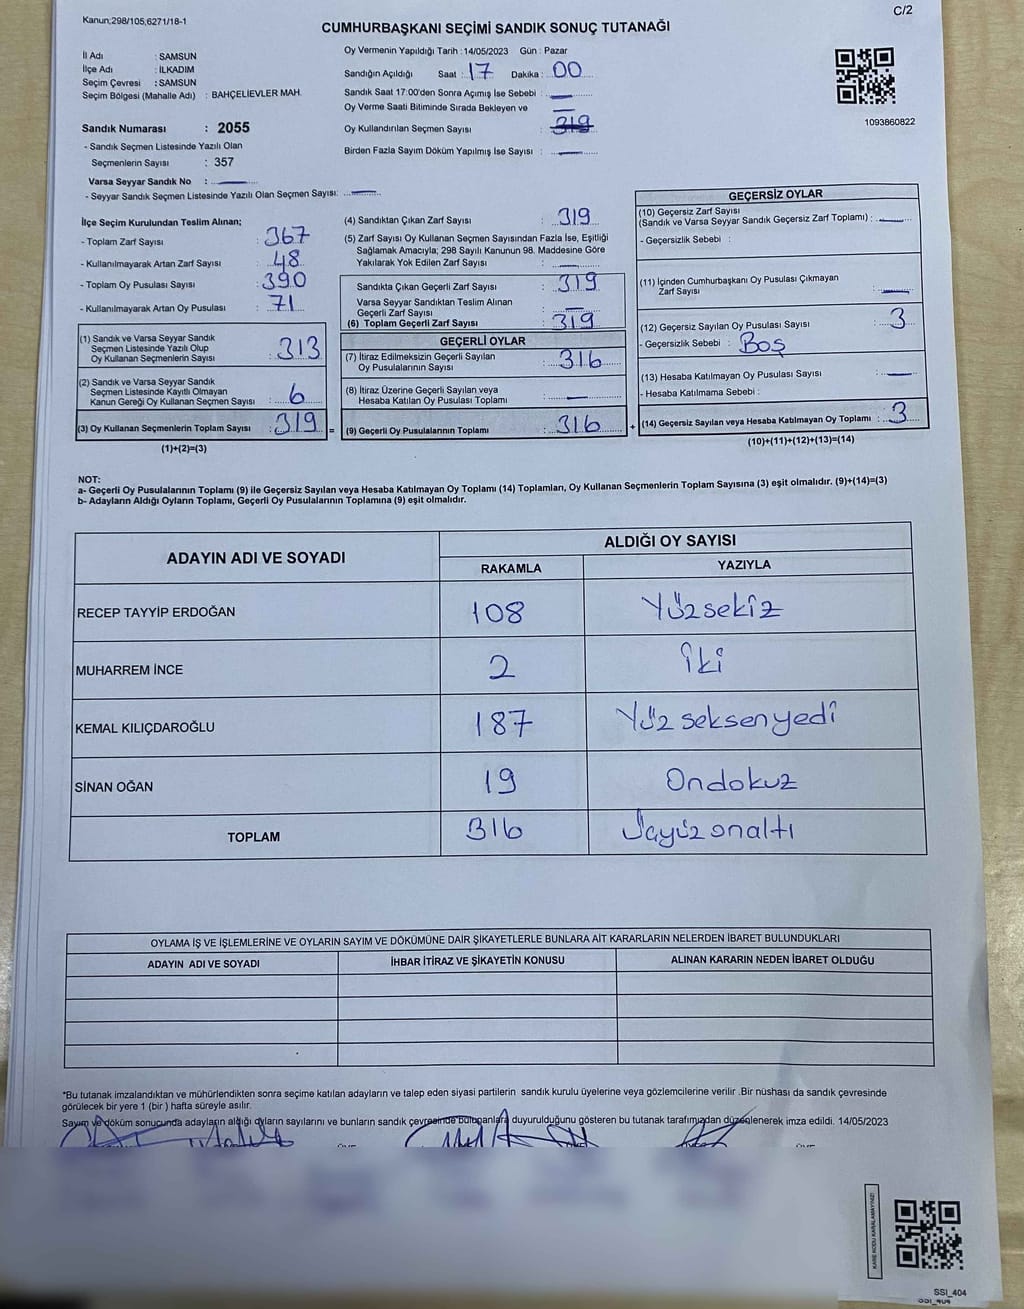 Kanun;298/105,6271/18-1
C/2
CUMHURBAŞKANI SEÇİMİ SANDIK SONUÇ TUTANAĞI
İl Adı : SAMSUN
İlçe Adı : İLKADIM
Seçim Çevresi : SAMSUN
Seçim Bölgesi (Mahalle Adı) : BAHÇELİEVLER MAH.
Sandık Numarası : 2055
- Sandık Seçmen Listesinde Yazılı Olan
Seçmenlerin Sayısı : 357
Varsa Seyyar Sandık No :
- Seyyar Sandık Seçmen Listesinde Yazılı Olan Seçmen Sayısı:
Oy Vermenin Yapıldığı Tarih : 14/05/2023 Gün : Pazar
Sandığın Açıldığı Saat : 17 Dakika : 00
Sandık Saat 17:00'den Sonra Açımış İse Sebebi :
Oy Verme Saati Bitiminde Sırada Bekleyen ve
Oy Kullandırılan Seçmen Sayısı : 319
Birden Fazla Sayım Döküm Yapılmış İse Sayısı :
1093860822
İlçe Seçim Kurulundan Teslim Alınan;
- Toplam Zarf Sayısı : 367
- Kullanılmayarak Artan Zarf Sayısı : 48
- Toplam Oy Pusulası Sayısı : 390
- Kullanılmayarak Artan Oy Pusulası : 71
(1) Sandık ve Varsa Seyyar Sandık
Seçmen Listesinde Yazılı Olup
Oy Kullanan Seçmenlerin Sayısı : 313
(2) Sandık ve Varsa Seyyar Sandık
Seçmen Listesinde Kayıtlı Olmayan
Kanun Gereği Oy Kullanan Seçmen Sayısı : 6
(3) Oy Kullanan Seçmenlerin Toplam Sayısı : 319 =
(1)+(2)=(3)
(4) Sandıktan Çıkan Zarf Sayısı : 319
(5) Zarf Sayısı Oy Kullanan Seçmen Sayısından Fazla İse, Eşitliği
Sağlamak Amacıyla; 298 Sayılı Kanunun 98. Maddesine Göre
Yakılarak Yok Edilen Zarf Sayısı :
Sandıkta Çıkan Geçerli Zarf Sayısı : 319
Varsa Seyyar Sandıktan Teslim Alınan
Geçerli Zarf Sayısı :
(6) Toplam Geçerli Zarf Sayısı : 319
GEÇERLİ OYLAR
(7) İtiraz Edilmeksizin Geçerli Sayılan
Oy Pusulalarının Sayısı : 316
(8) İtiraz Üzerine Geçerli Sayılan veya
Hesaba Katılan Oy Pusulası Toplamı :
(9) Geçerli Oy Pusulalarının Toplamı : 316 +
GEÇERSİZ OYLAR
(10) Geçersiz Zarf Sayısı
(Sandık ve Varsa Seyyar Sandık Geçersiz Zarf Toplamı) :
- Geçersizlik Sebebi :
(11) İçinden Cumhurbaşkanı Oy Pusulası Çıkmayan
Zarf Sayısı :
(12) Geçersiz Sayılan Oy Pusulası Sayısı : 3
- Geçersizlik Sebebi : Boş
(13) Hesaba Katılmayan Oy Pusulası Sayısı :
- Hesaba Katılmama Sebebi :
(14) Geçersiz Sayılan veya Hesaba Katılmayan Oy Toplamı : 3
(10)+(11)+(12)+(13)=(14)
NOT:
a- Geçerli Oy Pusulalarının Toplamı (9) ile Geçersiz Sayılan veya Hesaba Katılmayan Oy Toplamı (14) Toplamları, Oy Kullanan Seçmenlerin Toplam Sayısına (3) eşit olmalıdır. (9)+(14)=(3)
b- Adayların Aldığı Oyların Toplamı, Geçerli Oy Pusulalarının Toplamına (9) eşit olmalıdır.
ADAYIN ADI VE SOYADI ALDIĞI OY SAYISI
RAKAMLA YAZIYLA
RECEP TAYYİP ERDOĞAN 108 Yüzsekiz
MUHARREM İNCE 2 İki
KEMAL KILIÇDAROĞLU 187 Yüz seksenyedi
SİNAN OĞAN 19 Ondokuz
TOPLAM 316 Üçyüz onaltı
OYLAMA İŞ VE İŞLEMLERİNE VE OYLARIN SAYIM VE DÖKÜMÜNE DAİR ŞİKAYETLERLE BUNLARA AİT KARARLARIN NELERDEN İBARET BULUNDUKLARI
ADAYIN ADI VE SOYADI İHBAR İTİRAZ VE ŞİKAYETİN KONUSU ALINAN KARARIN NEDEN İBARET OLDUĞU
*Bu tutanak imzalandıktan ve mühürlendikten sonra seçime katılan adayların ve talep eden siyasi partilerin sandık kurulu üyelerine veya gözlemcilerine verilir .Bir nüshası da sandık çevresinde
görülecek bir yere 1 (bir ) hafta süreyle asılır.
Sayım ve döküm sonucunda adayların aldığı oyların sayılarını ve bunların sandık çevresinde bulunanlara duyurulduğunu gösteren bu tutanak tarafımızdan düzenlenerek imza edildi. 14/05/2023
KARE KODU KARALAMAYINIZ!
SSI_404
SSI_404